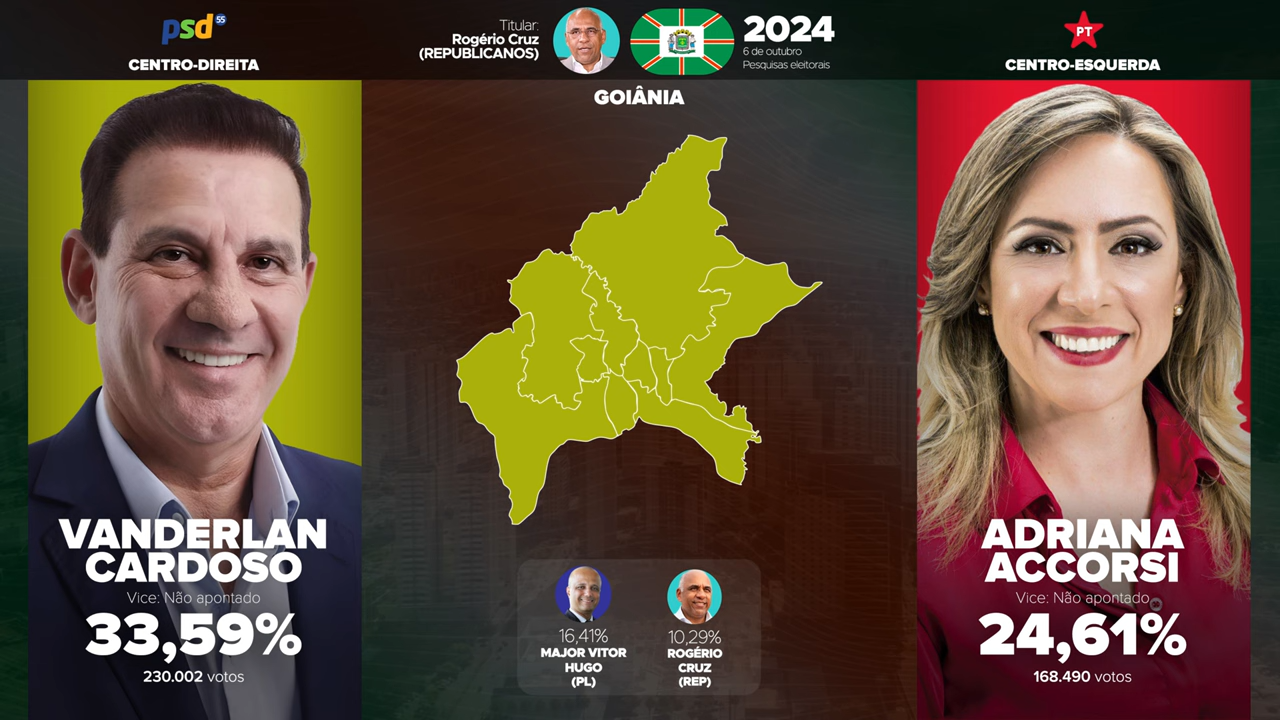 psd 55
CENTRO-DIREITA
Titular:
Rogério Cruz
(REPUBLICANOS)
2024
6 de outubro
Pesquisas eleitorais
PT
CENTRO-ESQUERDA
GOIÂNIA
VANDERLAN
CARDOSO
Vice: Não apontado
33,59%
230.002 votos
16,41%
MAJOR VITOR
HUGO
(PL)
10,29%
ROGÉRIO
CRUZ
(REP)
ADRIANA
ACCORSI
Vice: Não apontado
24,61%
168.490 votos